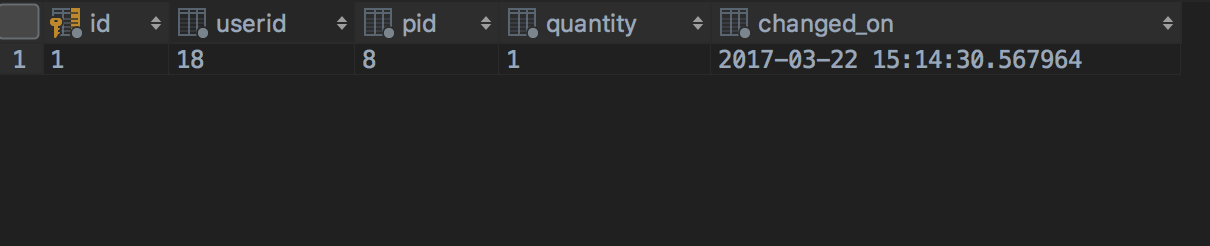 id userid pid quantity changed_on
1 1 18 8 1 2017-03-22 15:14:30.567964